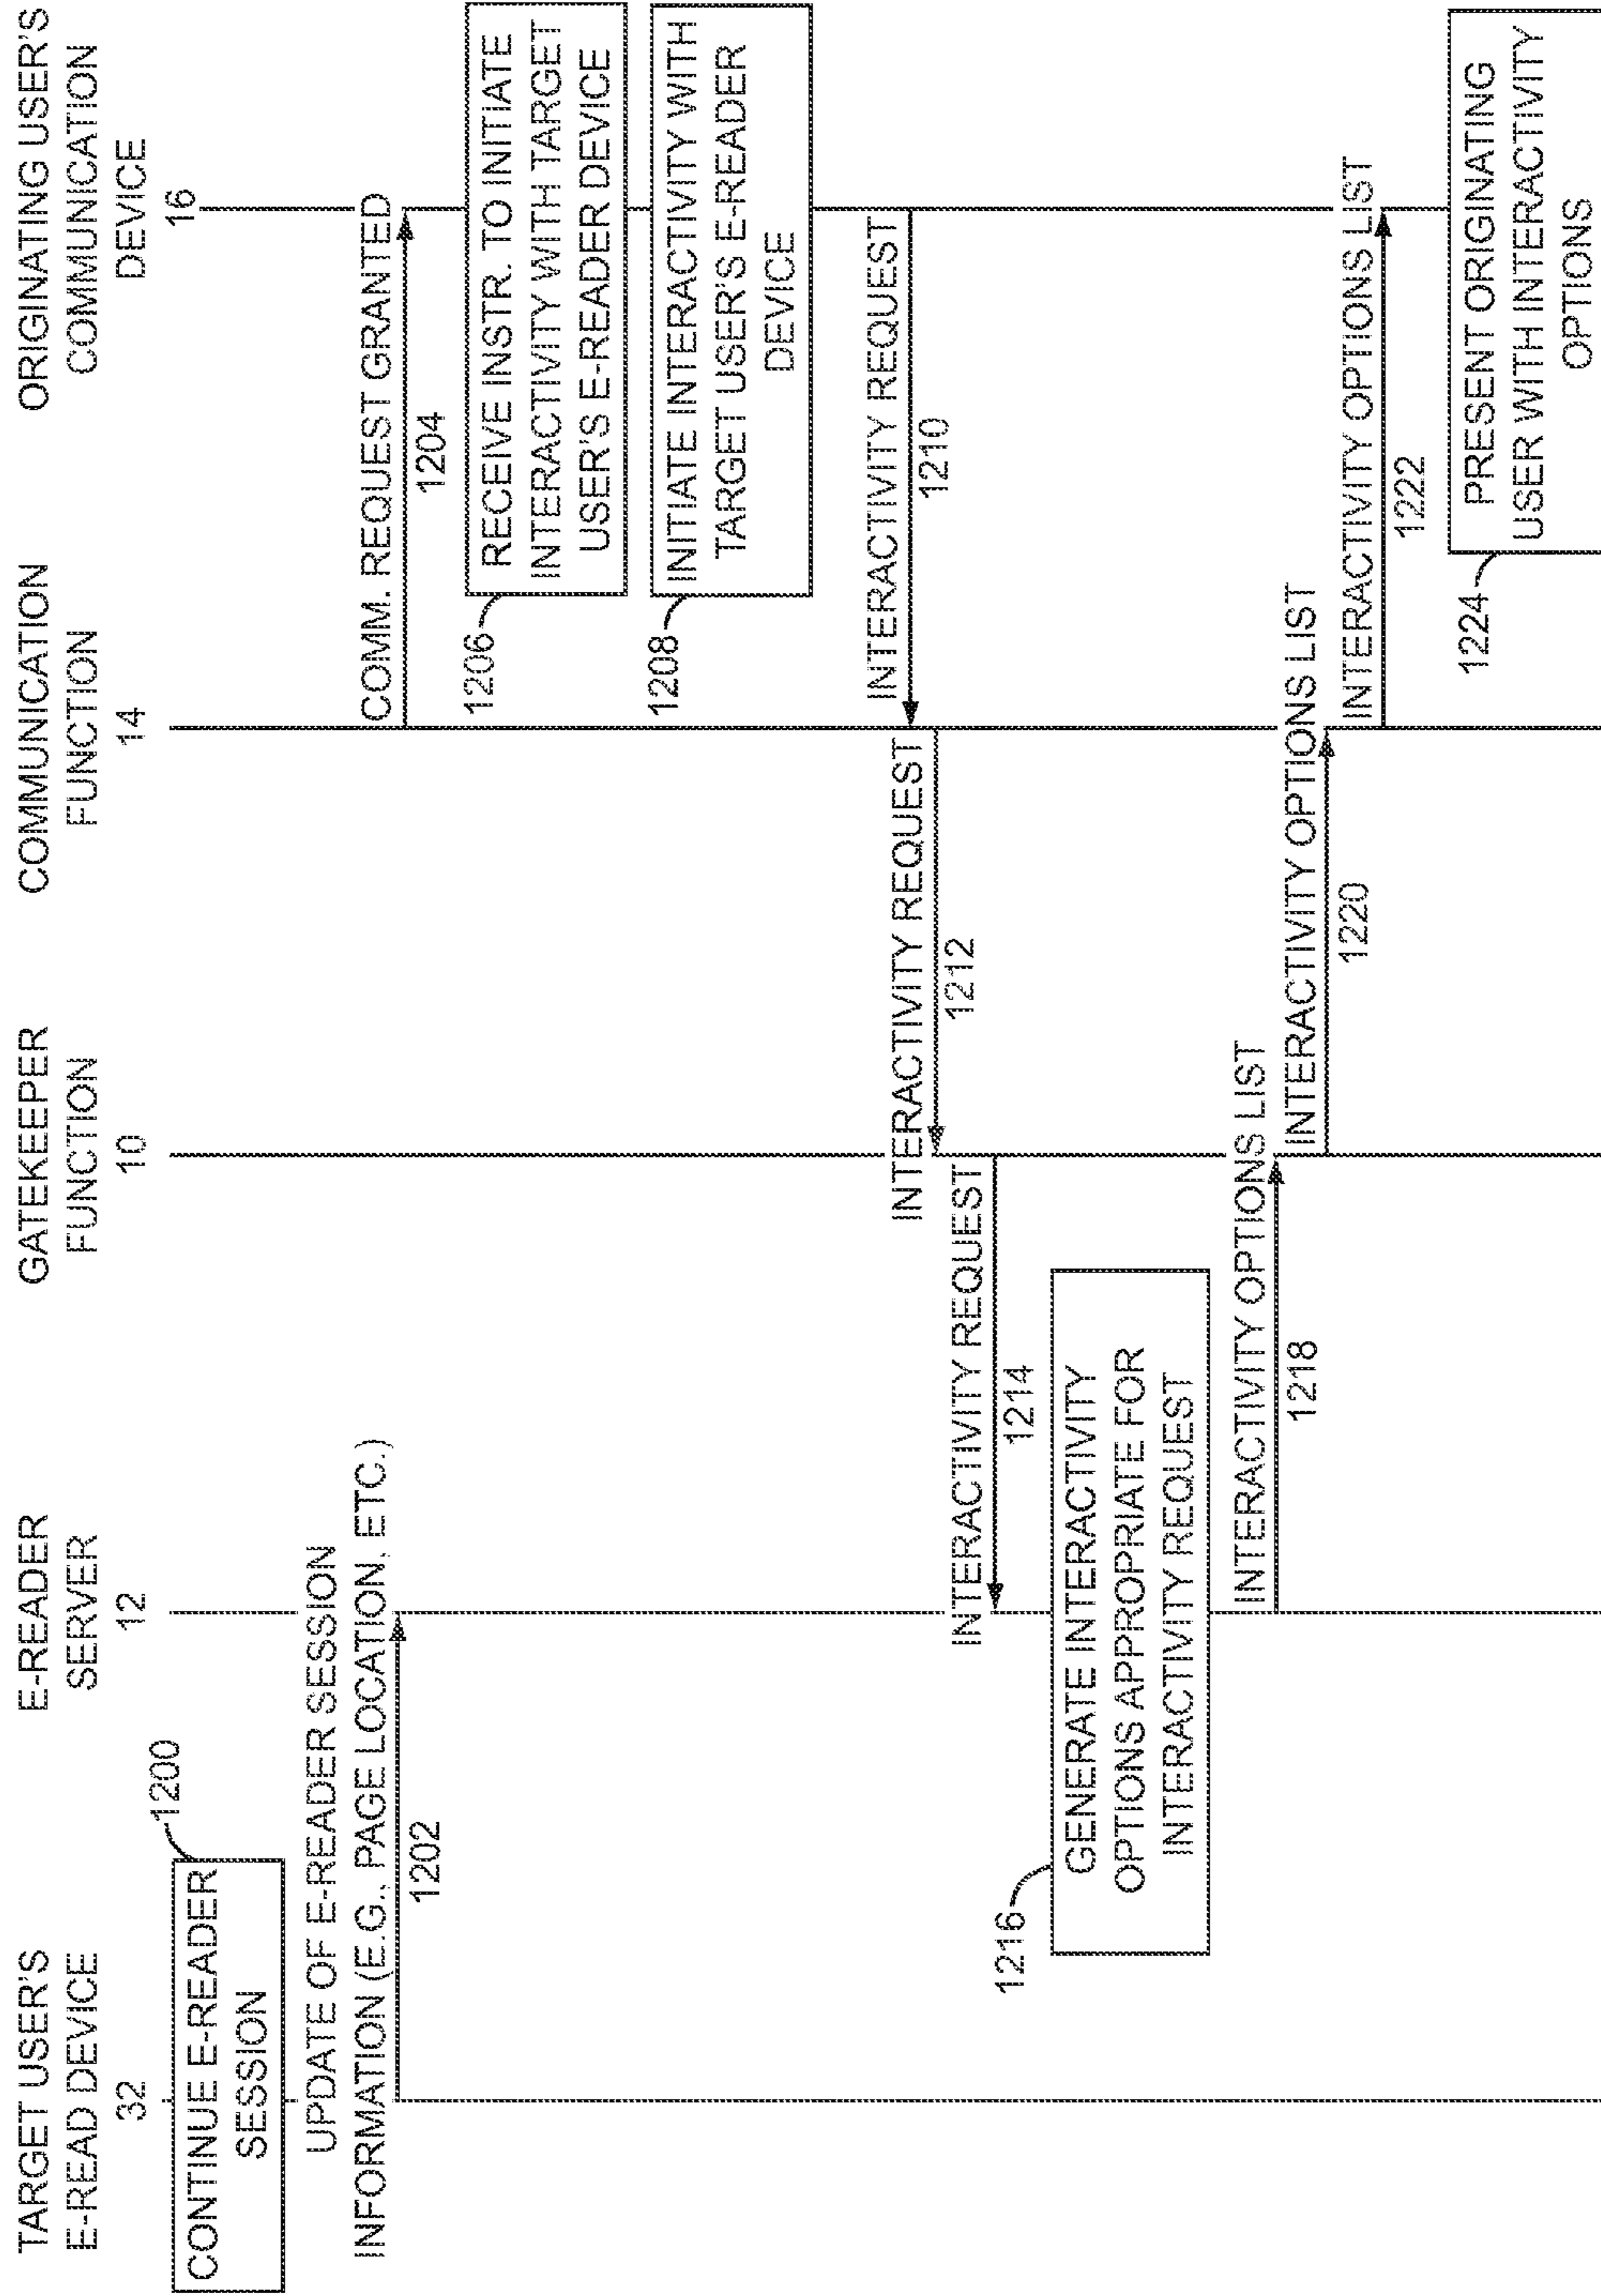 TARGET USER'S
E-READ DEVICE
32
E-READER
SERVER
12
GATEKEEPER
FUNCTION
10
COMMUNICATION
FUNCTION
14
ORIGINATING USER'S
COMMUNICATION
DEVICE
16
CONTINUE E-READER
SESSION
1200
UPDATE OF E-READER SESSION
INFORMATION (E.G., PAGE LOCATION, ETC.)
1202
COMM. REQUEST GRANTED
1204
RECEIVE INSTR. TO INITIATE
INTERACTIVITY WITH TARGET
USER'S E-READER DEVICE
1206
INITIATE INTERACTIVITY WITH
TARGET USER'S E-READER
DEVICE
1208
INTERACTIVITY REQUEST
1210
INTERACTIVITY REQUEST
1212
INTERACTIVITY REQUEST
1214
GENERATE INTERACTIVITY
OPTIONS APPROPRIATE FOR
INTERACTIVITY REQUEST
1216
INTERACTIVITY OPTIONS LIST
1218
INTERACTIVITY OPTIONS LIST
1220
INTERACTIVITY OPTIONS LIST
1222
PRESENT ORIGINATING
USER WITH INTERACTIVITY
OPTIONS
1224